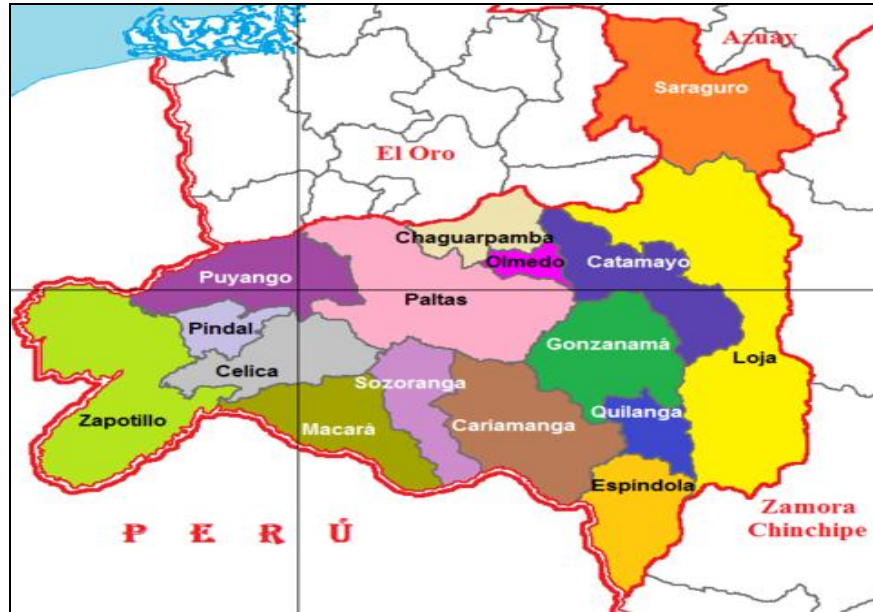 Azuay
Saraguro
El Oro
Chaguarpamba
Olmedo
Catamayo
Puyango
Paltas
Pindal
Gonzanamá
Loja
Celica
Sozoranga
Quilanga
Zapotillo
Macará
Cariamanga
Espíndola
Zamora
Chinchipe
P E R Ú